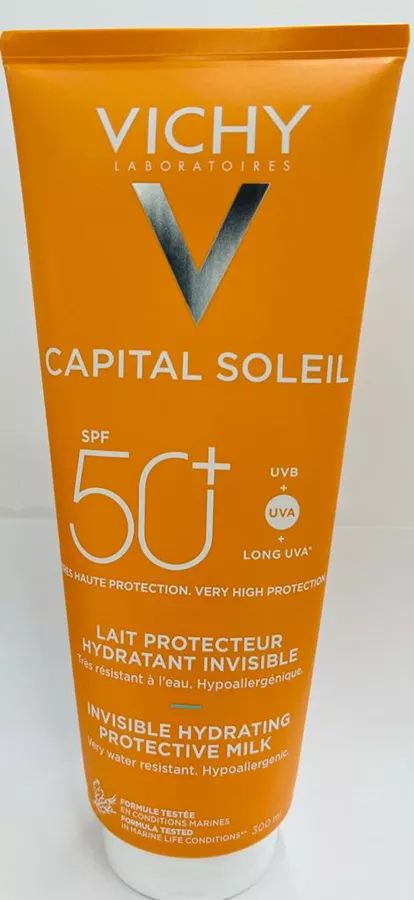 VICHY
LABORATOIRES
CAPITAL SOLEIL
SPF
50+
UVB
+
UVA
+
LONG UVA*
HAUTE PROTECTION. VERY HIGH PROTECTION
LAIT PROTECTEUR
HYDRATANT INVISIBLE
Très résistant à l'eau. Hypoallergénique.
INVISIBLE HYDRATING
PROTECTIVE MILK
Very water resistant. Hypoallergenic.
FORMULE TESTÉE
EN CONDITIONS MARINES
FORMULA TESTED
IN MARINE LIFE CONDITIONS**
300 ml